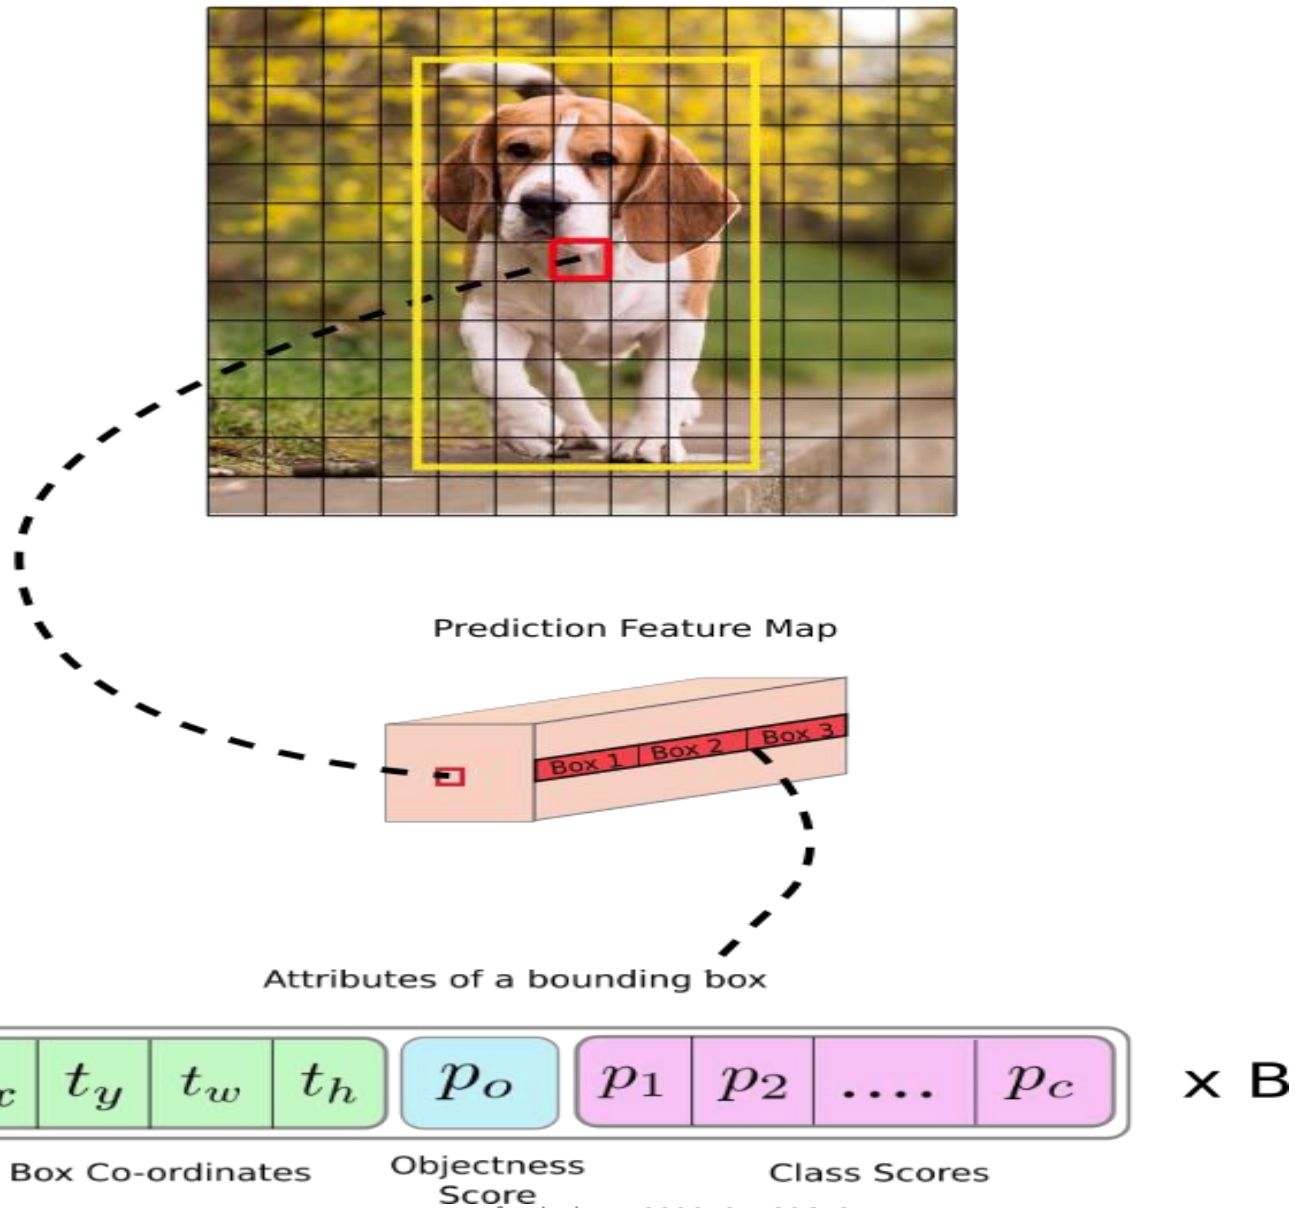 Prediction Feature Map
Box 1 Box 2 Box 3
Attributes of a bounding box
x t_y t_w t_h p_o p_1 p_2 .... p_c x B
Box Co-ordinates Objectness Score Class Scores